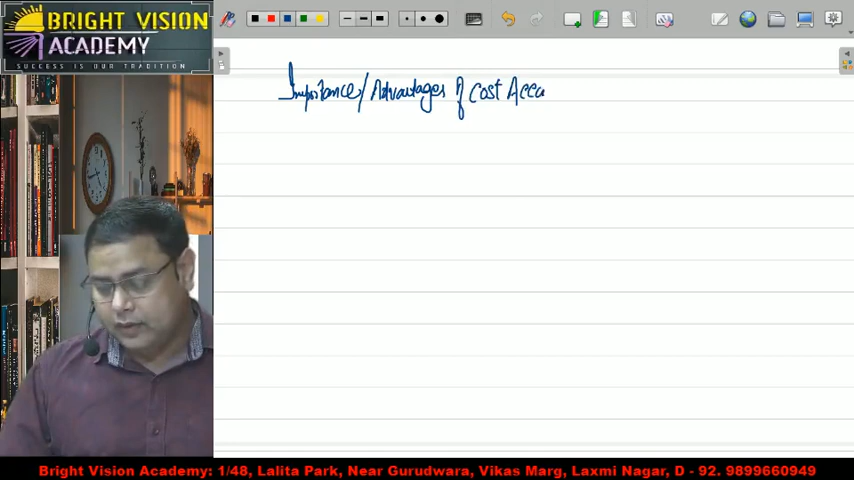 BRIGHT VISION
ACADEMY
SUCCESS IS OUR TRADITION
Importance/Advantages of Cost Acco
Bright Vision Academy: 1/48, Lalita Park, Near Gurudwara, Vikas Marg, Laxmi Nagar, D - 92. 9899660949